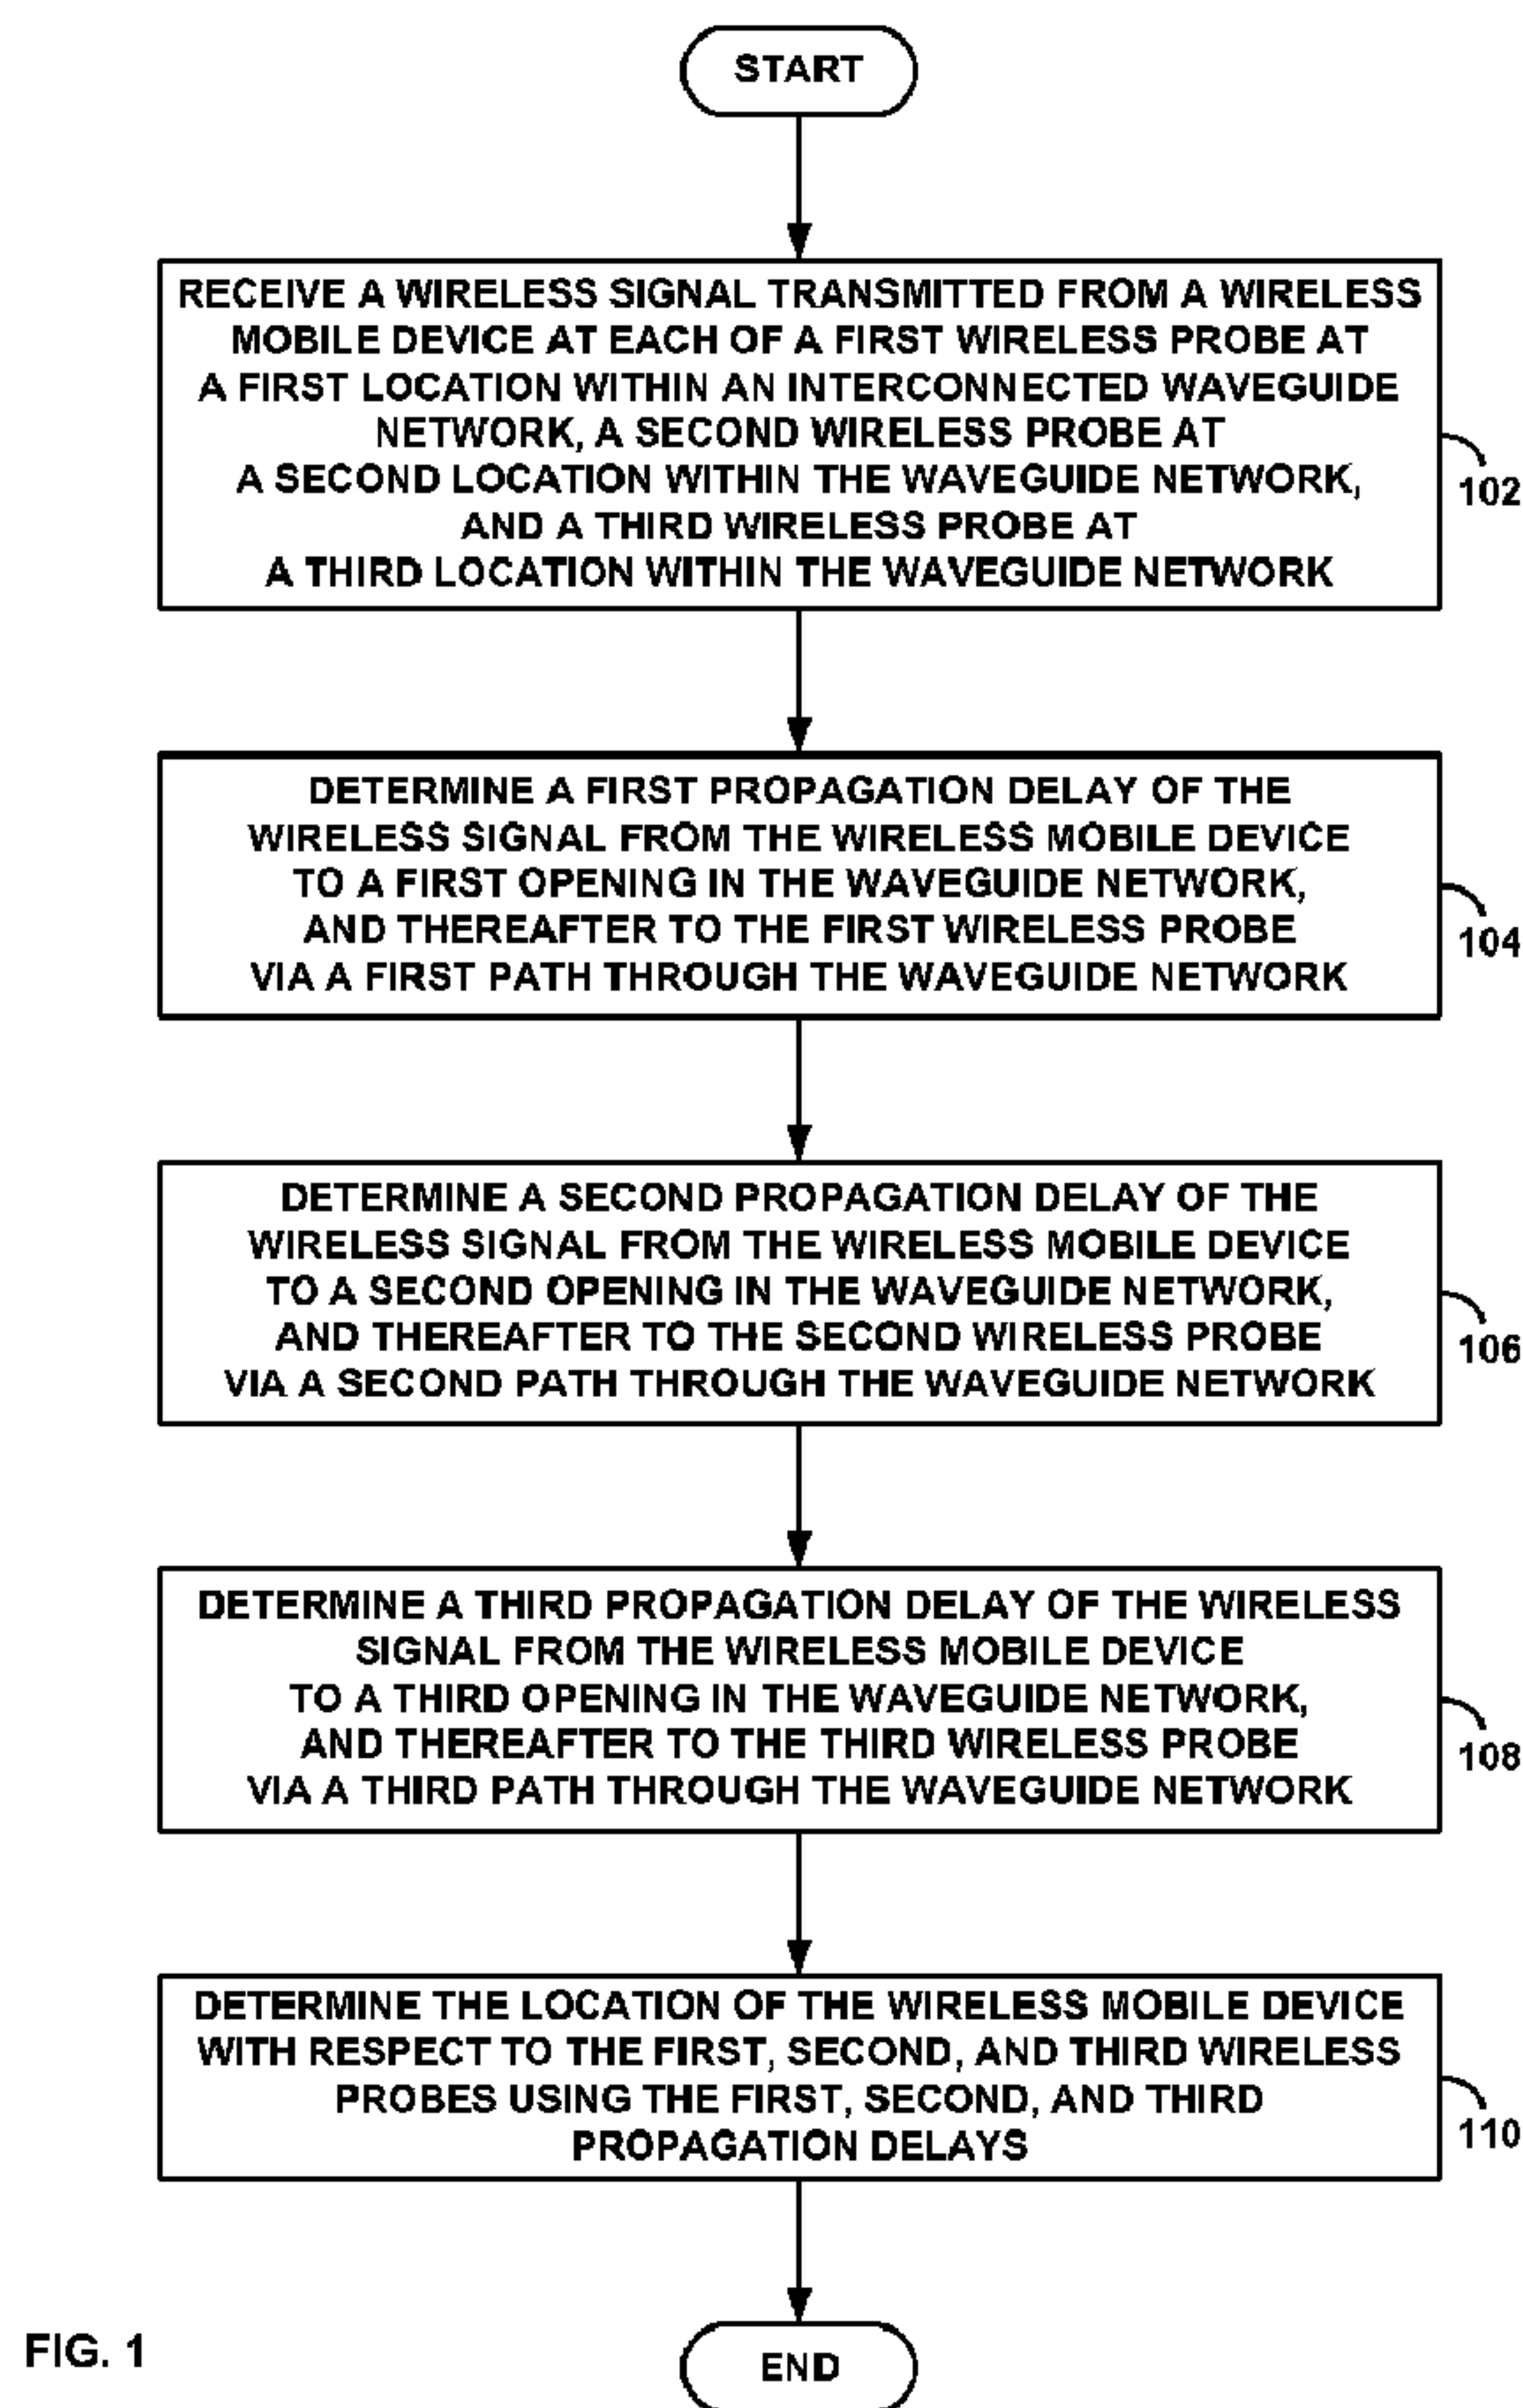 START
RECEIVE A WIRELESS SIGNAL TRANSMITTED FROM A WIRELESS
MOBILE DEVICE AT EACH OF A FIRST WIRELESS PROBE AT
A FIRST LOCATION WITHIN AN INTERCONNECTED WAVEGUIDE
NETWORK, A SECOND WIRELESS PROBE AT
A SECOND LOCATION WITHIN THE WAVEGUIDE NETWORK,
AND A THIRD WIRELESS PROBE AT
A THIRD LOCATION WITHIN THE WAVEGUIDE NETWORK
102
DETERMINE A FIRST PROPAGATION DELAY OF THE
WIRELESS SIGNAL FROM THE WIRELESS MOBILE DEVICE
TO A FIRST OPENING IN THE WAVEGUIDE NETWORK,
AND THEREAFTER TO THE FIRST WIRELESS PROBE
VIA A FIRST PATH THROUGH THE WAVEGUIDE NETWORK
104
DETERMINE A SECOND PROPAGATION DELAY OF THE
WIRELESS SIGNAL FROM THE WIRELESS MOBILE DEVICE
TO A SECOND OPENING IN THE WAVEGUIDE NETWORK,
AND THEREAFTER TO THE SECOND WIRELESS PROBE
VIA A SECOND PATH THROUGH THE WAVEGUIDE NETWORK
106
DETERMINE A THIRD PROPAGATION DELAY OF THE WIRELESS
SIGNAL FROM THE WIRELESS MOBILE DEVICE
TO A THIRD OPENING IN THE WAVEGUIDE NETWORK,
AND THEREAFTER TO THE THIRD WIRELESS PROBE
VIA A THIRD PATH THROUGH THE WAVEGUIDE NETWORK
108
DETERMINE THE LOCATION OF THE WIRELESS MOBILE DEVICE
WITH RESPECT TO THE FIRST, SECOND, AND THIRD WIRELESS
PROBES USING THE FIRST, SECOND, AND THIRD
PROPAGATION DELAYS
110
FIG. 1
END